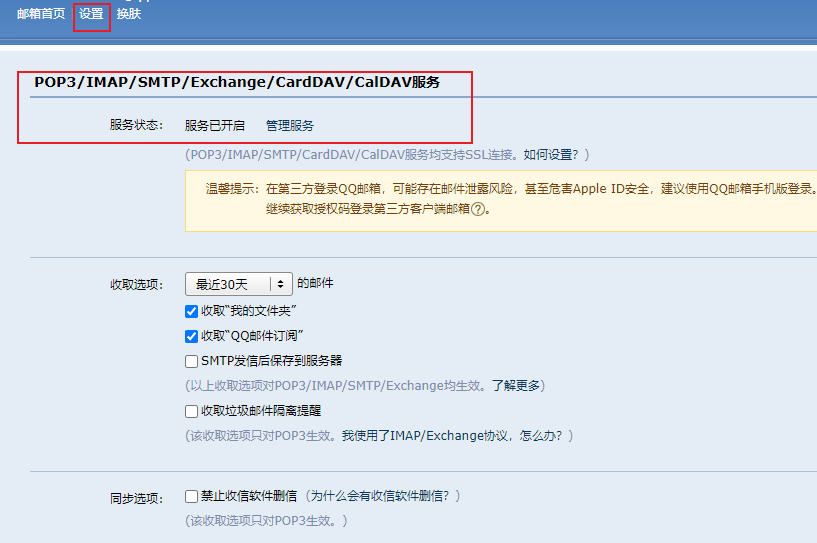 邮箱首页 设置 换肤
POP3/IMAP/SMTP/Exchange/CardDAV/CalDAV服务
服务状态： 服务已开启 管理服务
(POP3/IMAP/SMTP/CardDAV/CalDAV服务均支持SSL连接。如何设置？)
温馨提示：在第三方登录QQ邮箱，可能存在邮件泄露风险，甚至危害Apple ID安全，建议使用QQ邮箱手机版登录。
继续获取授权码登录第三方客户端邮箱?。
收取选项： 最近30天 的邮件
收取“我的文件夹”
收取“QQ邮件订阅”
SMTP发信后保存到服务器
(以上收取选项对POP3/IMAP/SMTP/Exchange均生效。了解更多)
收取垃圾邮件隔离提醒
(该收取选项只对POP3生效。我使用了IMAP/Exchange协议，怎么办？)
同步选项： 禁止收信软件删信 (为什么会有收信软件删信？)
(该收取选项只对POP3生效。)